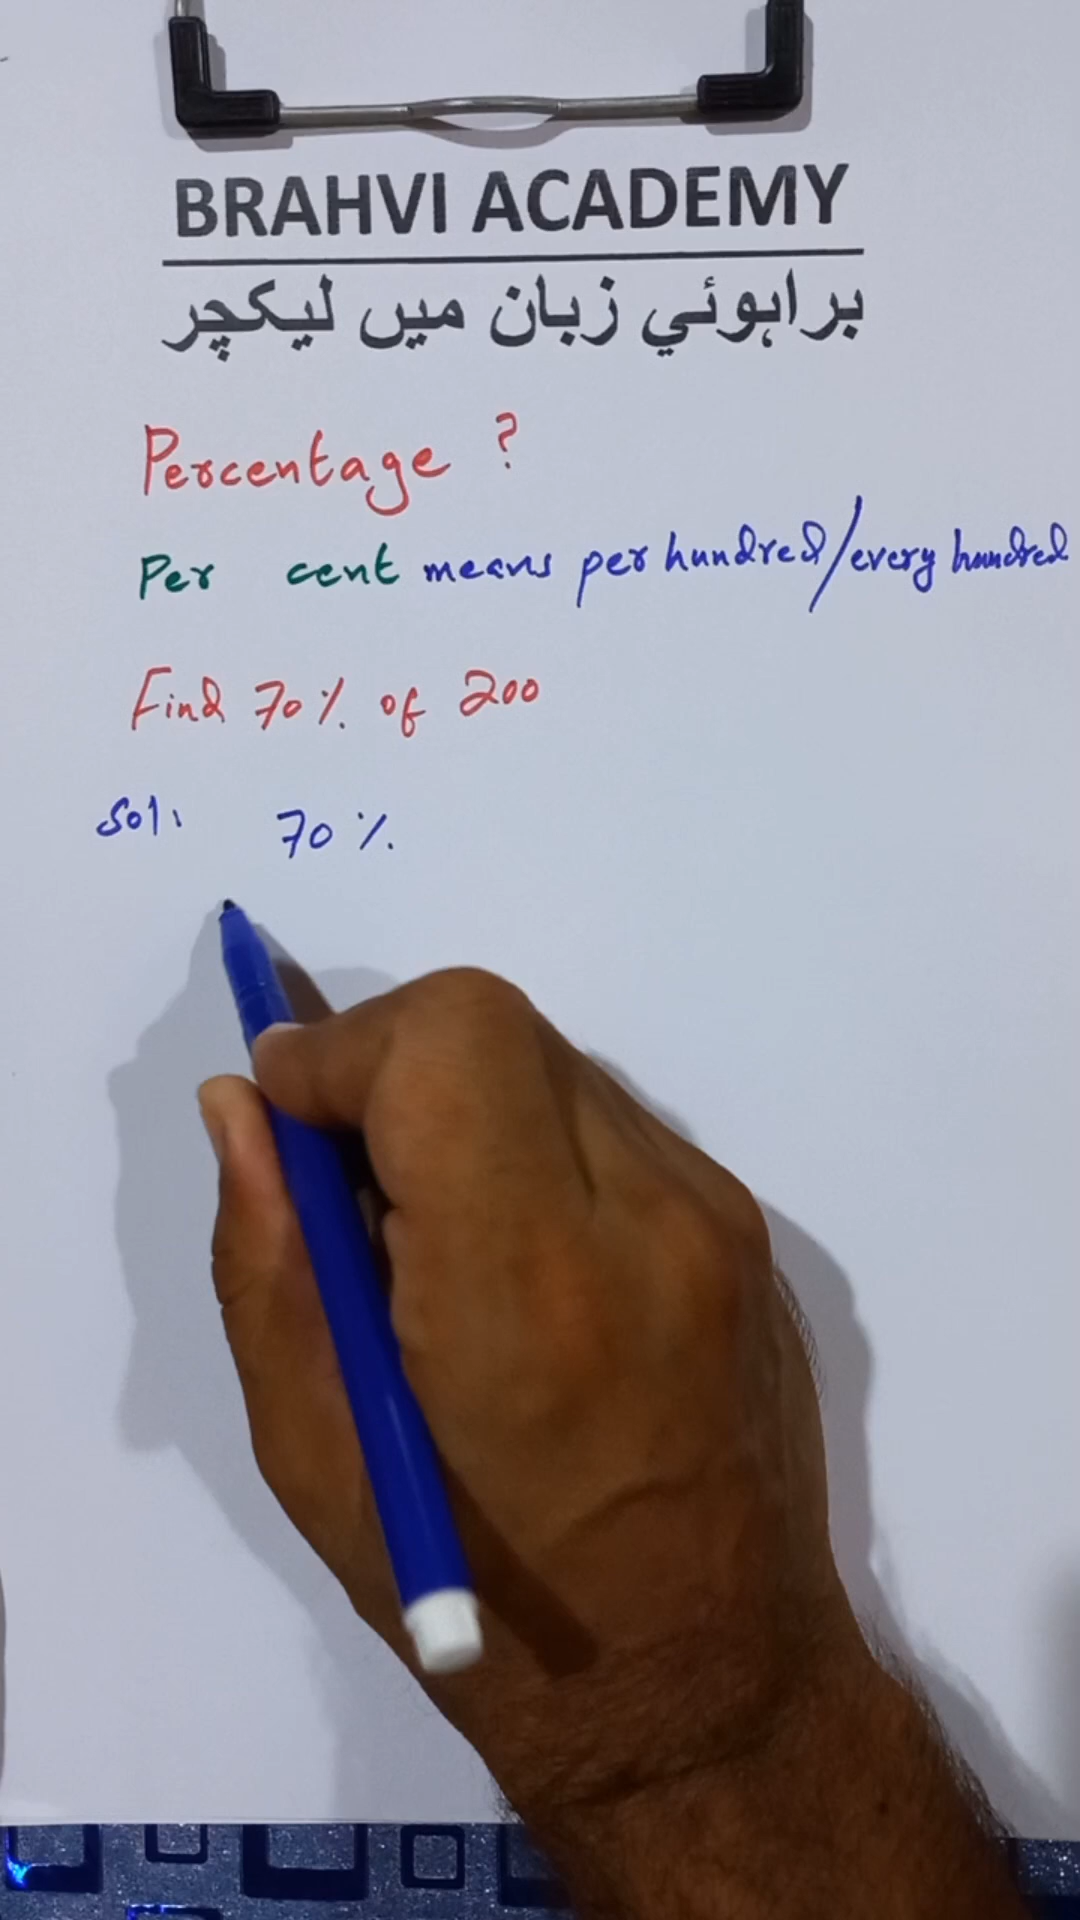 BRAHVI ACADEMY
براہوئي زبان میں لیکچر
Percentage ?
Per cent means per hundred/every hundred
Find 70% of 200
Sol: 70%